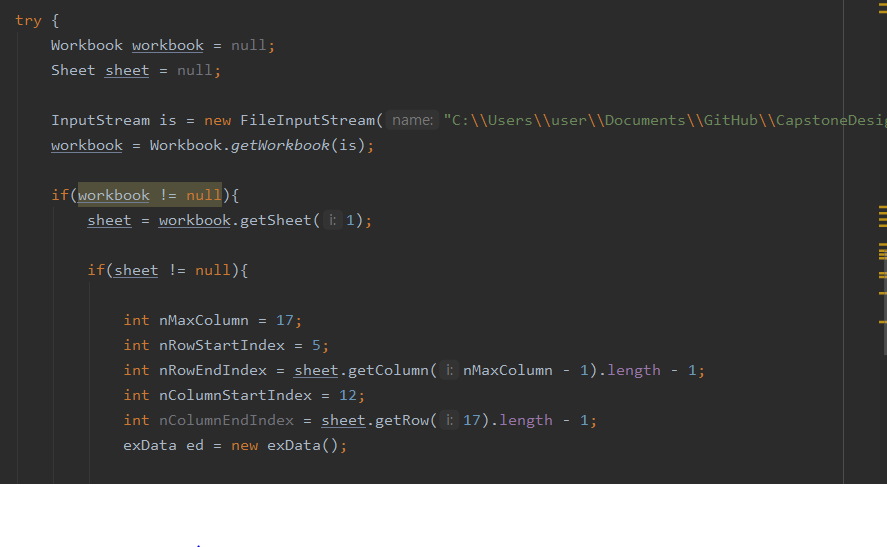 try {
Workbook workbook = null;
Sheet sheet = null;
InputStream is = new FileInputStream( name: "C:\\Users\\user\\Documents\\GitHub\\CapstoneDesi
workbook = Workbook.getWorkbook(is);
if(workbook != null){
sheet = workbook.getSheet( i: 1);
if(sheet != null){
int nMaxColumn = 17;
int nRowStartIndex = 5;
int nRowEndIndex = sheet.getColumn( i: nMaxColumn - 1).length - 1;
int nColumnStartIndex = 12;
int nColumnEndIndex = sheet.getRow( i: 17).length - 1;
exData ed = new exData();